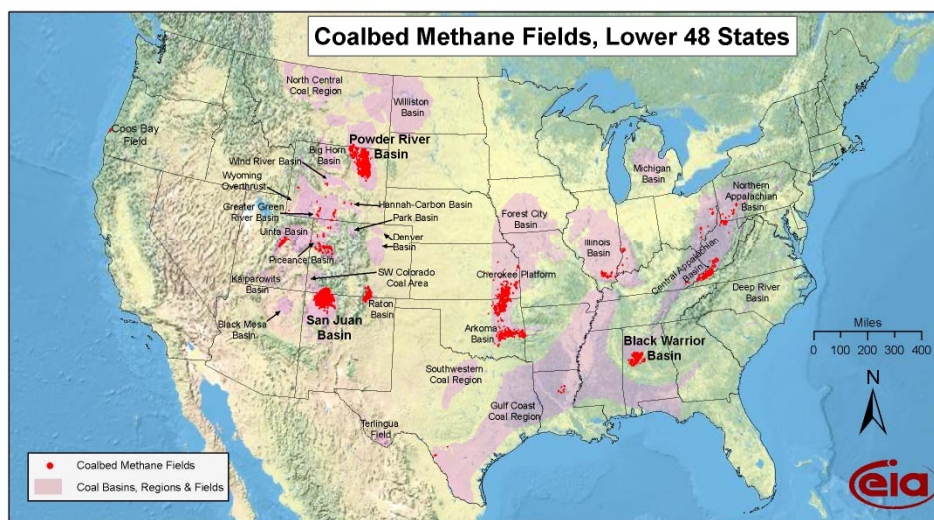 Coalbed Methane Fields, Lower 48 States
North Central
Coal Region
Williston
Basin
Coos Bay
Field
Powder River
Basin
Big Horn
Basin
Wind River Basin
Wyoming
Overthrust
Greater Green
River Basin
Hannah-Carbon Basin
Park Basin
Uinta Basin
Denver
Basin
Piceance Basin
Kaiparowits
Basin
SW Colorado
Coal Area
Black Mesa
Basin
San Juan
Basin
Raton
Basin
Forest City
Basin
Cherokee Platform
Arkoma
Basin
Southwestern
Coal Region
Terlingua
Field
Gulf Coast
Coal Region
Illinois
Basin
Michigan
Basin
Northern
Appalachian
Basin
Central Appalachian
Basin
Deep River
Basin
Black Warrior
Basin
Miles
0 100 200 300 400
N
Coalbed Methane Fields
Coal Basins, Regions & Fields
eia